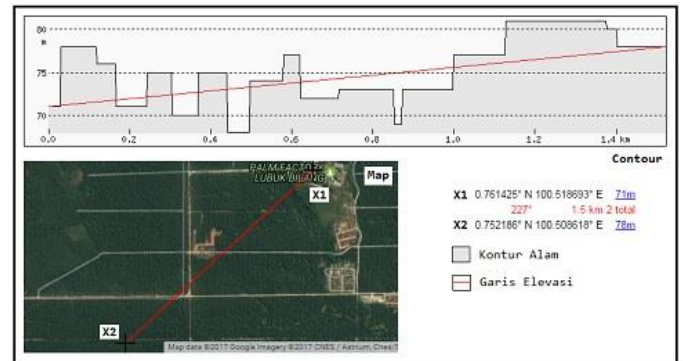 80
m
75
70
0.0 0.2 0.4 0.6 0.8 1.0 1.2 1.4 km
Contour
PALM FACTORY
LUBUK BILANG
Map
X1
X2
Map data ©2017 Google Imagery ©2017 CNES / Astrium, Cnes/
X1 0.761425° N 100.518693° E 71m
227° 1.5 km 2 total
X2 0.752186° N 100.508618° E 78m
Kontur Alam
Garis Elevasi